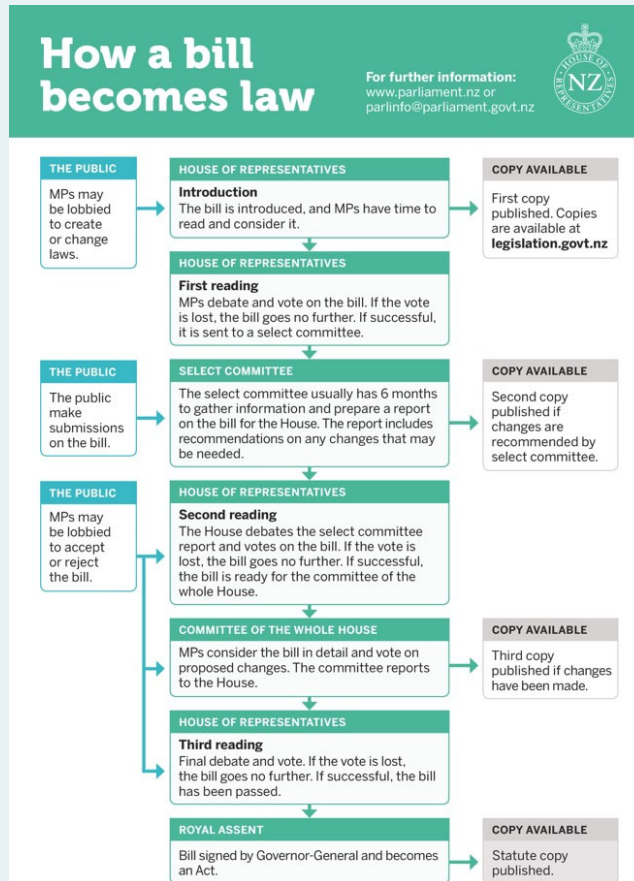 How a bill
becomes law
For further information:
www.parliament.nz or
parlinfo@parliament.govt.nz
HOUSE OF REPRESENTATIVES
NZ
THE PUBLIC
MPs may
be lobbied
to create
or change
laws.
HOUSE OF REPRESENTATIVES
Introduction
The bill is introduced, and MPs have time to
read and consider it.
COPY AVAILABLE
First copy
published. Copies
are available at
legislation.govt.nz
HOUSE OF REPRESENTATIVES
First reading
MPs debate and vote on the bill. If the vote
is lost, the bill goes no further. If successful,
it is sent to a select committee.
THE PUBLIC
The public
make
submissions
on the bill.
SELECT COMMITTEE
The select committee usually has 6 months
to gather information and prepare a report
on the bill for the House. The report includes
recommendations on any changes that may
be needed.
COPY AVAILABLE
Second copy
published if
changes are
recommended by
select committee.
THE PUBLIC
MPs may
be lobbied
to accept
or reject
the bill.
HOUSE OF REPRESENTATIVES
Second reading
The House debates the select committee
report and votes on the bill. If the vote is
lost, the bill goes no further. If successful,
the bill is ready for the committee of the
whole House.
COMMITTEE OF THE WHOLE HOUSE
MPs consider the bill in detail and vote on
proposed changes. The committee reports
to the House.
COPY AVAILABLE
Third copy
published if changes
have been made.
HOUSE OF REPRESENTATIVES
Third reading
Final debate and vote. If the vote is lost,
the bill goes no further. If successful, the bill
has been passed.
ROYAL ASSENT
Bill signed by Governor-General and becomes
an Act.
COPY AVAILABLE
Statute copy
published.